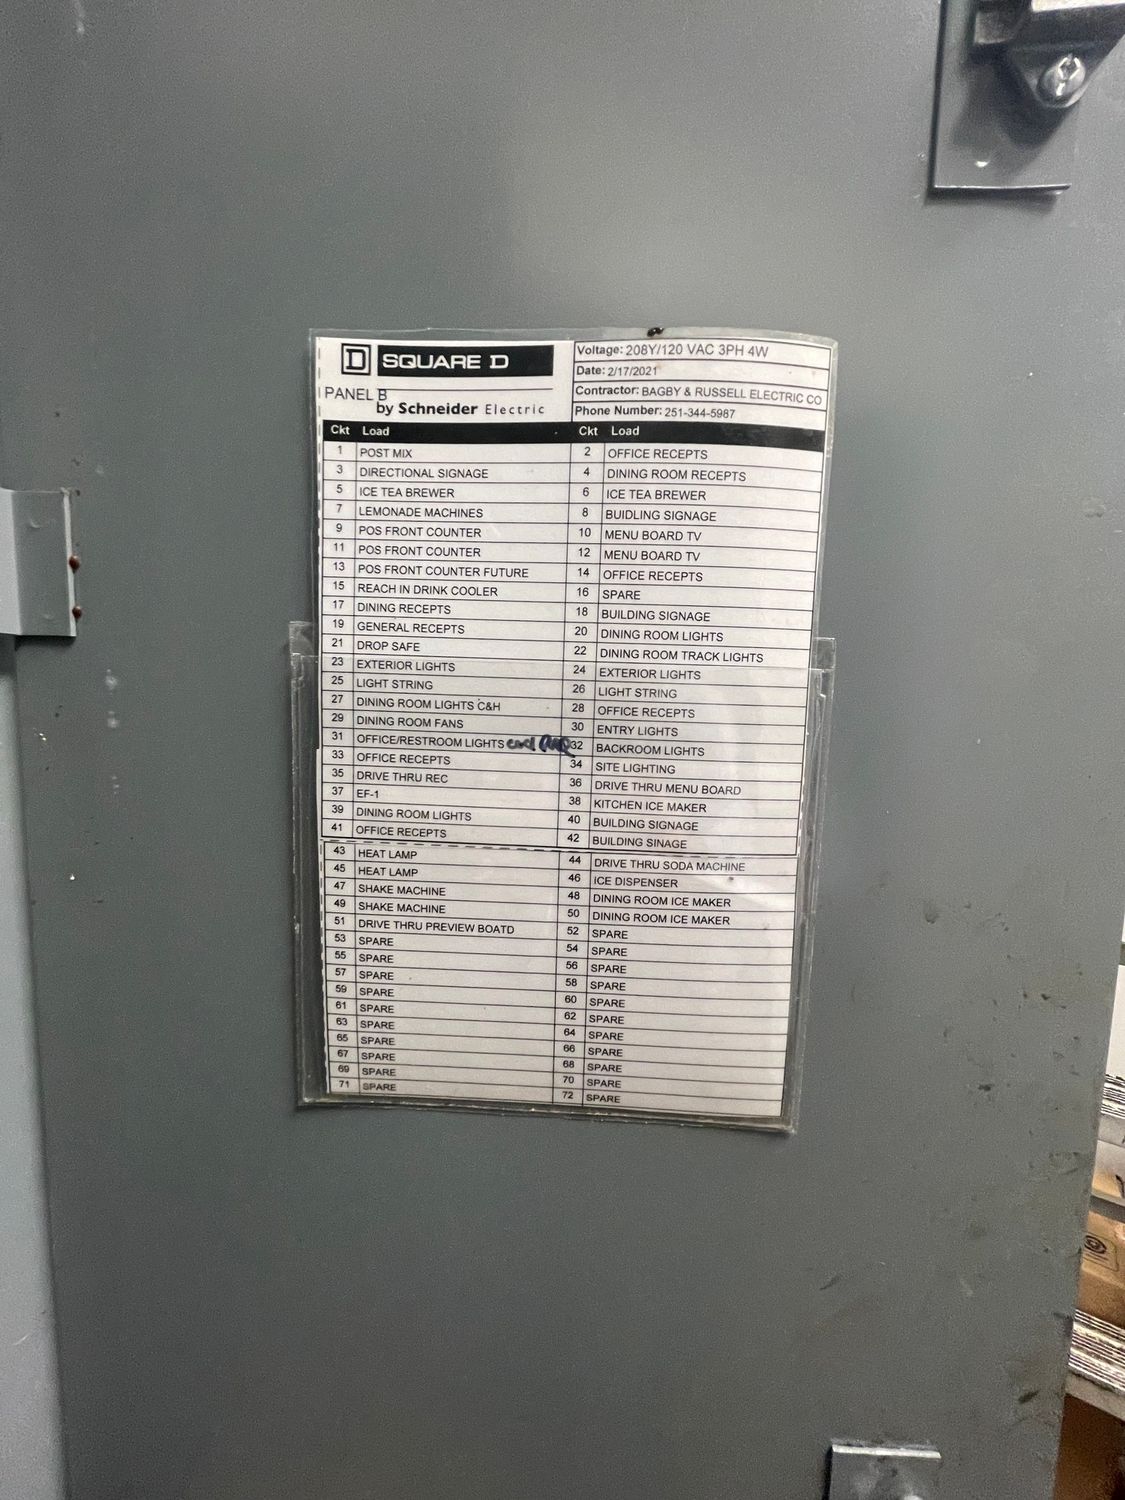 D SQUARE D
PANEL B
by Schneider Electric
Voltage: 208Y/120 VAC 3PH 4W
Date: 2/17/2021
Contractor: BAGBY & RUSSELL ELECTRIC CO
Phone Number: 251-344-5987
Ckt Load Ckt Load
1 POST MIX 2 OFFICE RECEPTS
3 DIRECTIONAL SIGNAGE 4 DINING ROOM RECEPTS
5 ICE TEA BREWER 6 ICE TEA BREWER
7 LEMONADE MACHINES 8 BUIDLING SIGNAGE
9 POS FRONT COUNTER 10 MENU BOARD TV
11 POS FRONT COUNTER 12 MENU BOARD TV
13 POS FRONT COUNTER FUTURE 14 OFFICE RECEPTS
15 REACH IN DRINK COOLER 16 SPARE
17 DINING RECEPTS 18 BUILDING SIGNAGE
19 GENERAL RECEPTS 20 DINING ROOM LIGHTS
21 DROP SAFE 22 DINING ROOM TRACK LIGHTS
23 EXTERIOR LIGHTS 24 EXTERIOR LIGHTS
25 LIGHT STRING 26 LIGHT STRING
27 DINING ROOM LIGHTS C&H 28 OFFICE RECEPTS
29 DINING ROOM FANS 30 ENTRY LIGHTS
31 OFFICE/RESTROOM LIGHTS 32 BACKROOM LIGHTS
33 OFFICE RECEPTS 34 SITE LIGHTING
35 DRIVE THRU REC 36 DRIVE THRU MENU BOARD
37 EF-1 38 KITCHEN ICE MAKER
39 DINING ROOM LIGHTS 40 BUILDING SIGNAGE
41 OFFICE RECEPTS 42 BUILDING SINAGE
43 HEAT LAMP 44 DRIVE THRU SODA MACHINE
45 HEAT LAMP 46 ICE DISPENSER
47 SHAKE MACHINE 48 DINING ROOM ICE MAKER
49 SHAKE MACHINE 50 DINING ROOM ICE MAKER
51 DRIVE THRU PREVIEW BOATD 52 SPARE
53 SPARE 54 SPARE
55 SPARE 56 SPARE
57 SPARE 58 SPARE
59 SPARE 60 SPARE
61 SPARE 62 SPARE
63 SPARE 64 SPARE
65 SPARE 66 SPARE
67 SPARE 68 SPARE
69 SPARE 70 SPARE
71 SPARE 72 SPARE